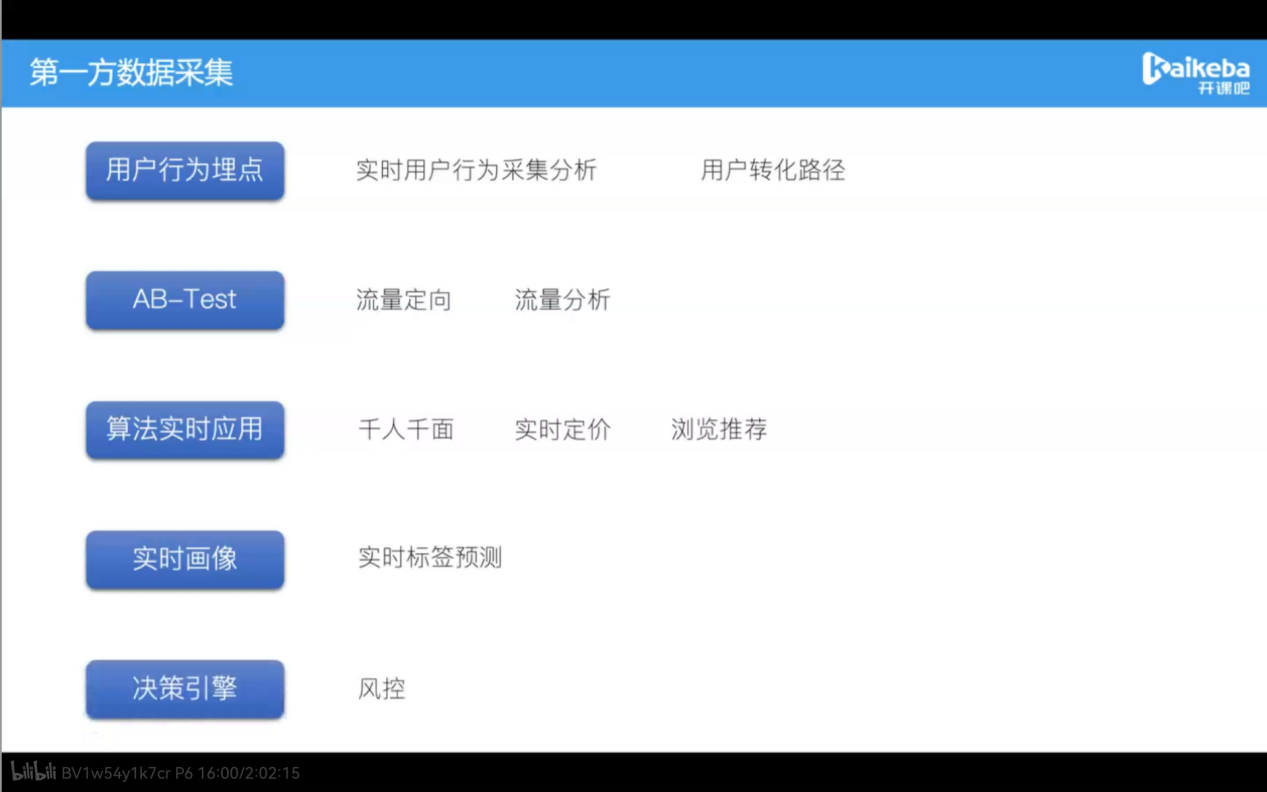 第一方数据采集
kaikeba
开课吧
用户行为埋点 实时用户行为采集分析 用户转化路径
AB-Test 流量定向 流量分析
算法实时应用 千人千面 实时定价 浏览推荐
实时画像 实时标签预测
决策引擎 风控
bilibili BV1w54y1k7cr P6 16:00/2:02:15